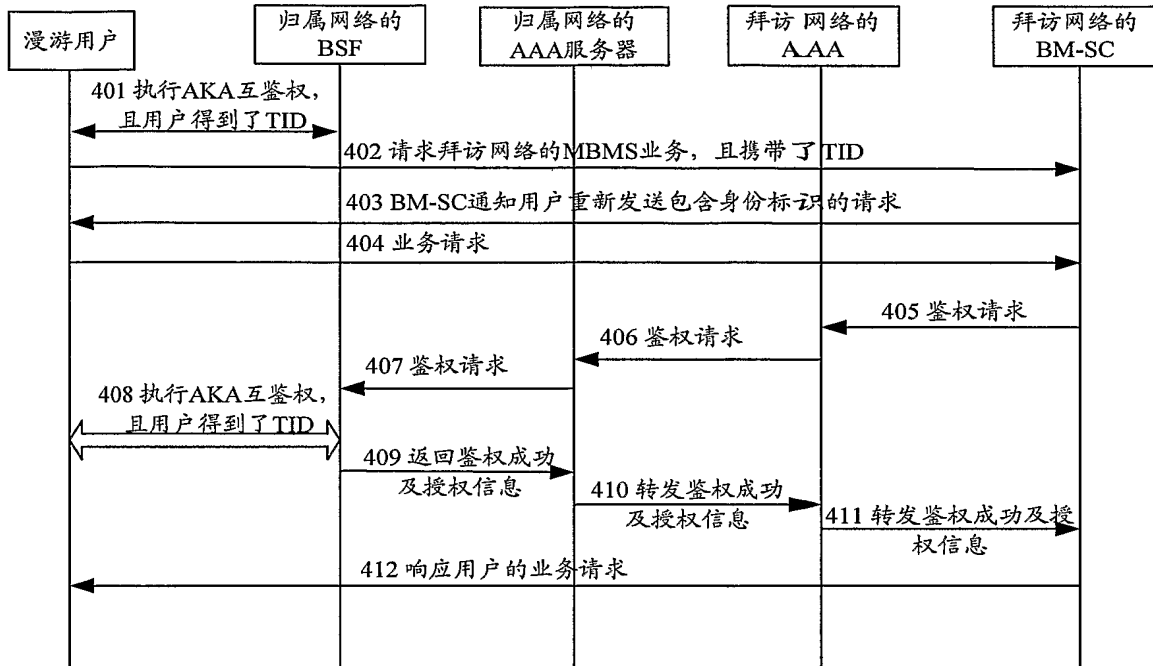 漫游用户
归属网络的
BSF
归属网络的
AAA服务器
拜访 网络的
AAA
拜访 网络的
BM-SC
401 执行AKA互鉴权，
且用户得到了TID
402 请求拜访网络的MBMS业务，且携带了 TID
403 BM-SC通知用户重新发送包含身份标识的请求
404 业务请求
405 鉴权请求
406 鉴权请求
407 鉴权请求
408 执行AKA互鉴权，
且用户得到了TID
409 返回鉴权成功
及授权信息
410 转发鉴权成功
及授权信息
411 转发鉴权成功及授
权信息
412 响应用户的业务请求